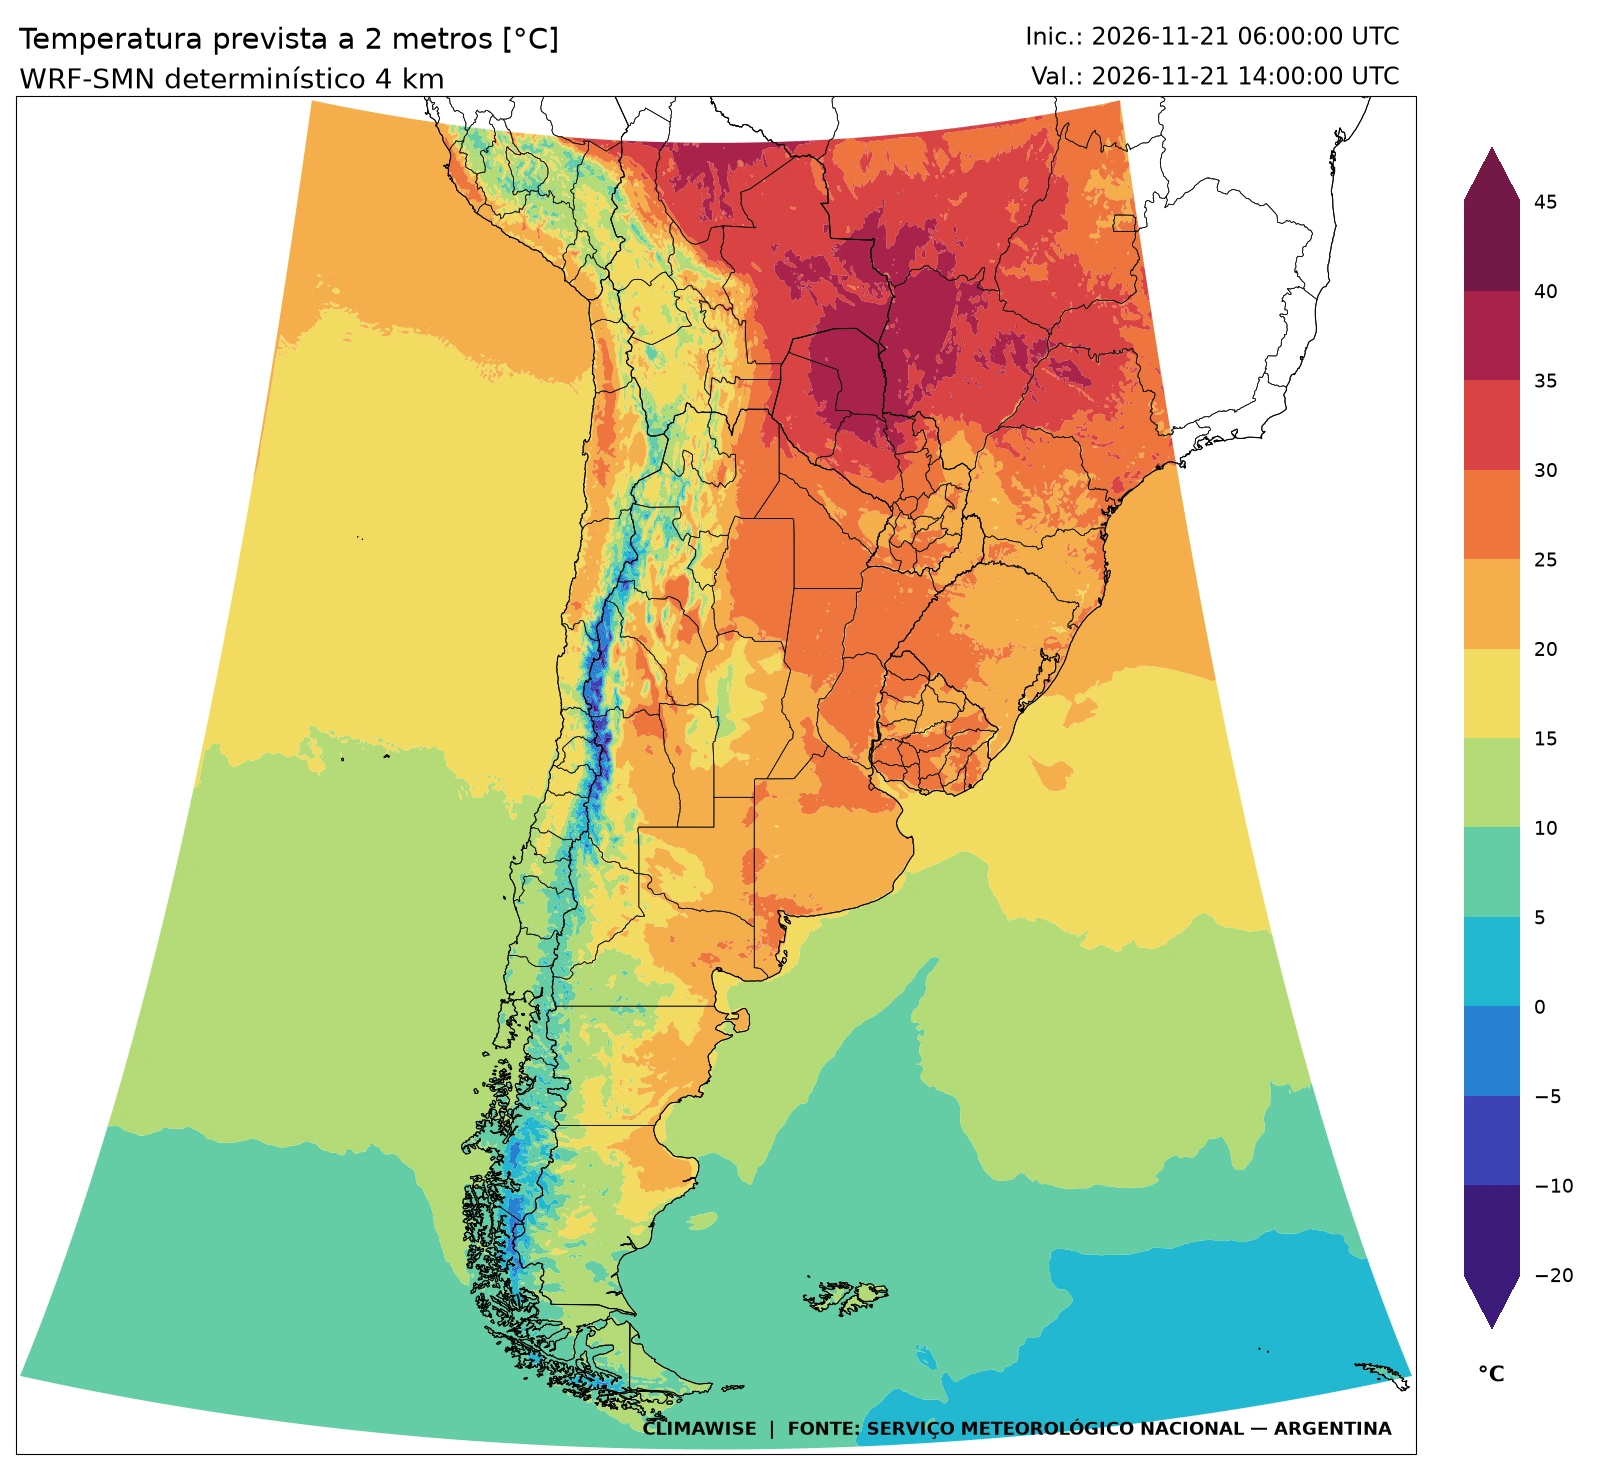 Temperatura prevista a 2 metros [°C]
WRF-SMN determinístico 4 km
Inic.: 2026-11-21 06:00:00 UTC
Val.: 2026-11-21 14:00:00 UTC
45
40
35
30
25
20
15
10
5
0
−5
−10
−20
°C
CLIMAWISE | FONTE: SERVIÇO METEOROLÓGICO NACIONAL — ARGENTINA